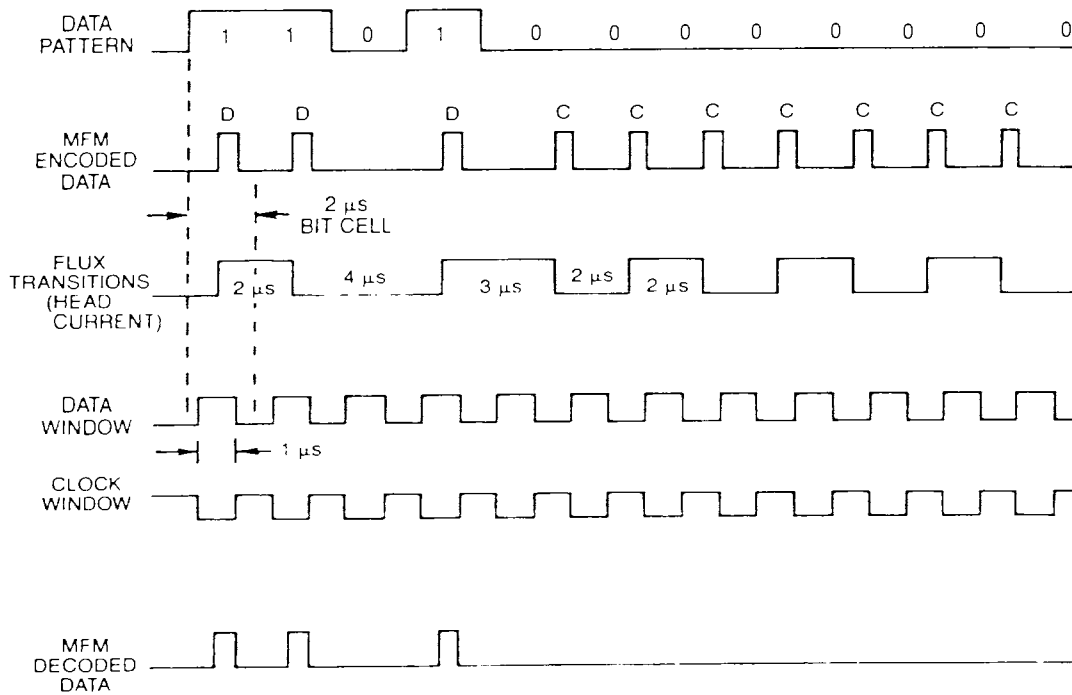 DATA
PATTERN
1 1 0 1 0 0 0 0 0 0 0 0
D D D C C C C C C C
MFM
ENCODED
DATA
2 μs
BIT CELL
FLUX
TRANSITIONS
(HEAD
CURRENT)
2 μs 4 μs 3 μs 2 μs 2 μs
DATA
WINDOW
1 μs
CLOCK
WINDOW
MFM
DECODED
DATA